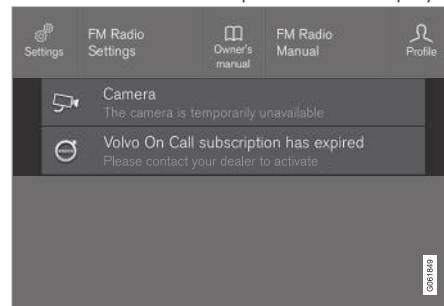 Settings
FM Radio
Settings
Owner's
manual
FM Radio
Manual
Profile
Camera
The camera is temporarily unavailable
Volvo On Call subscription has expired
Please contact your dealer to activate
G061849